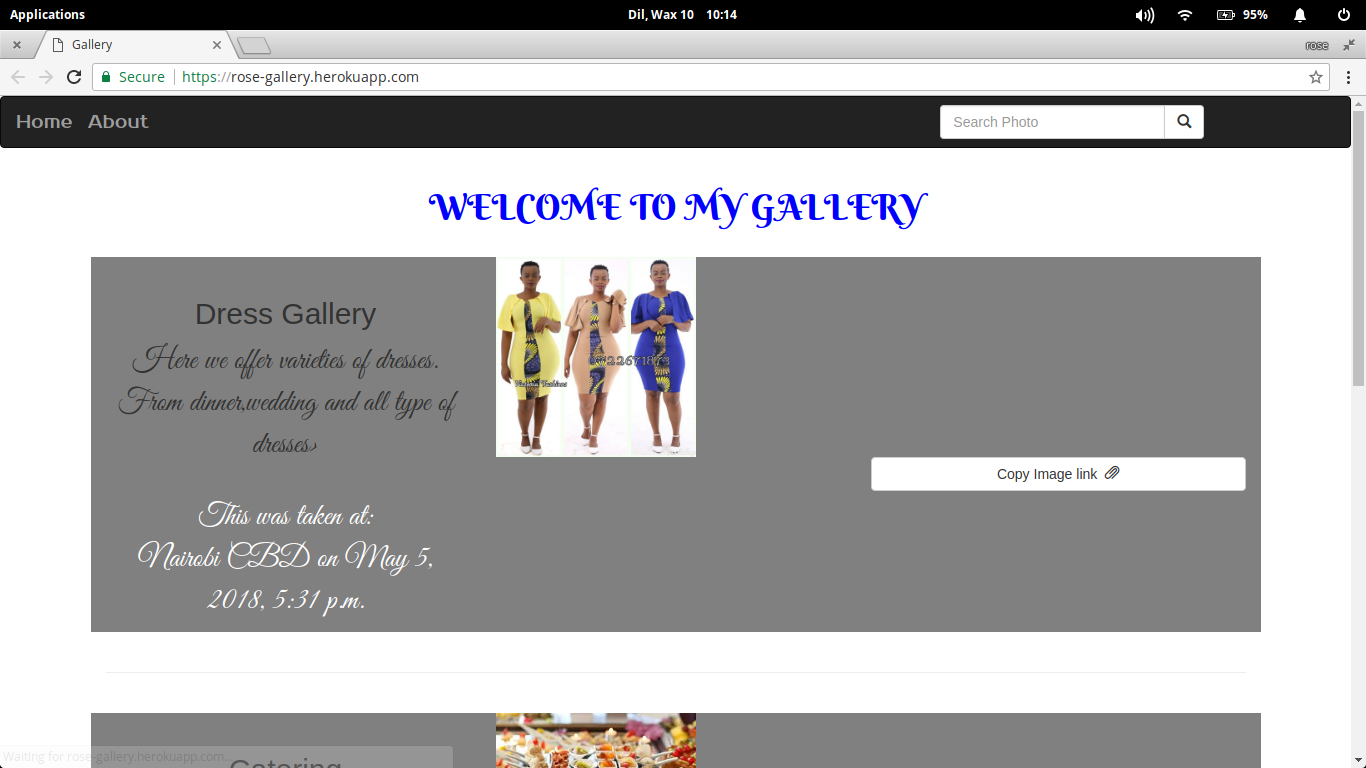 Applications
Dil, Wax 10 10:14
95%
Gallery
rose
Secure
https://rose-gallery.herokuapp.com
Home About
Search Photo
WELCOME TO MY GALLERY
Dress Gallery
Here we offer varieties of dresses.
From dinner,wedding and all type of
dresses>
This was taken at:
Nairobi CBD on May 5,
2018, 5:31 p.m.
Copy Image link
Waiting for rose-gallery.herokuapp.com...
Catering